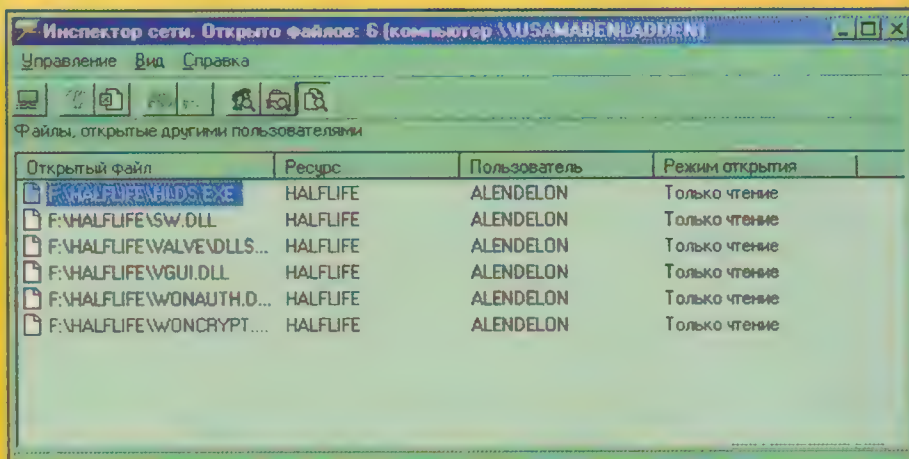 Инспектор сети. Открыто файлов: 6 (компьютер \\USAMABENLADDEN)
Управление Вид Справка
Файлы, открытые другими пользователями
Открытый файл Ресурс Пользователь Режим открытия
F:\HALFLIFE\HLDS.EXE HALFLIFE ALENDELON Только чтение
F:\HALFLIFE\SW.DLL HALFLIFE ALENDELON Только чтение
F:\HALFLIFE\VALVE\DLLS... HALFLIFE ALENDELON Только чтение
F:\HALFLIFE\VGUI.DLL HALFLIFE ALENDELON Только чтение
F:\HALFLIFE\WONAUTH.D... HALFLIFE ALENDELON Только чтение
F:\HALFLIFE\WONCRYPT.... HALFLIFE ALENDELON Только чтение